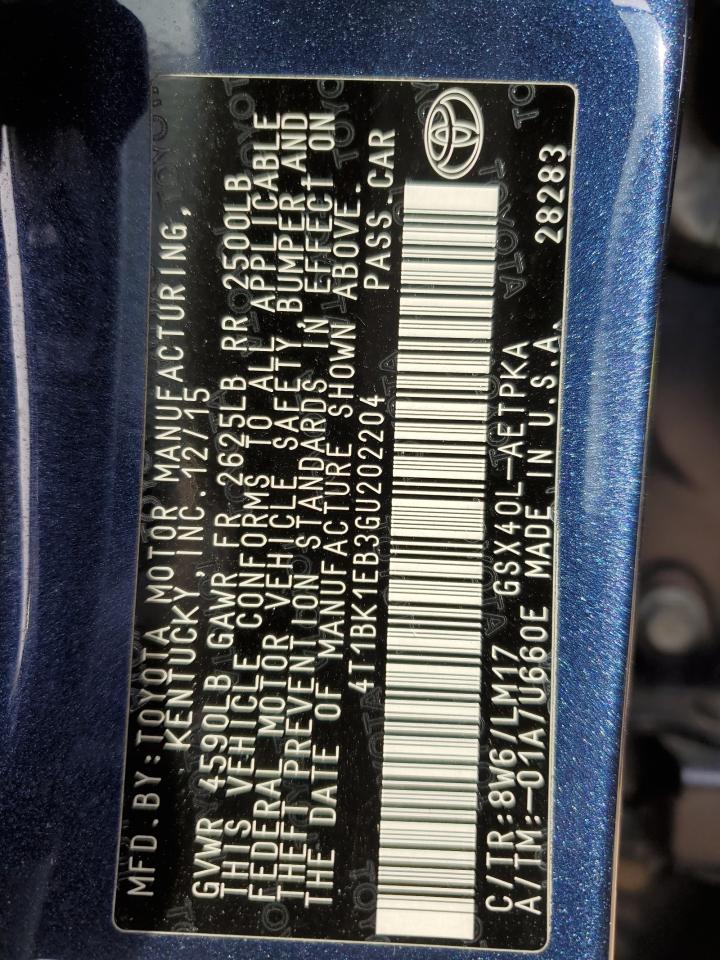 MFD.BY:TOYOTA MOTOR MANUFACTURING,
KENTUCKY, INC. 12/15
GVWR 4590LB GAWR FR 2625LB RR 2500LB
THIS VEHICLE CONFORMS TO ALL APPLICABLE
FEDERAL MOTOR VEHICLE SAFETY, BUMPER AND
THEFT PREVENTION STANDARDS IN EFFECT ON
THE DATE OF MANUFACTURE SHOWN ABOVE.
4T1BK1EB3GU202204 PASS.CAR
C/TR:8W6/LM17 GSX40L-AETPKA
A/TM:-01A/U660E MADE IN U.S.A. 28283